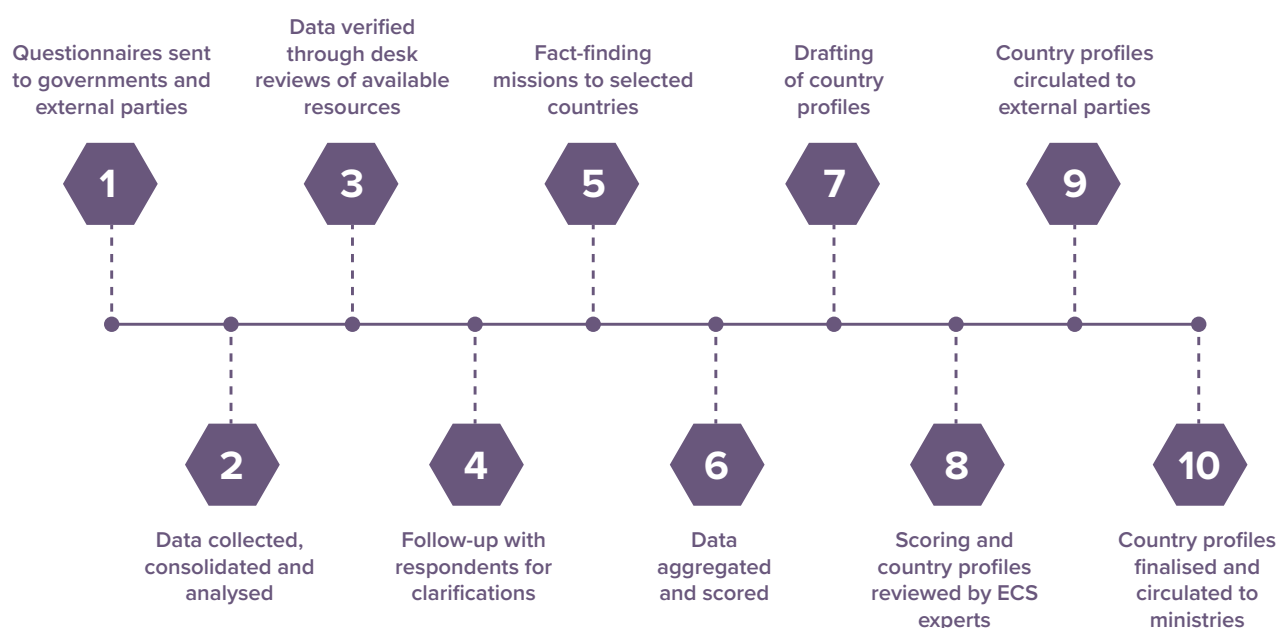 Questionnaires sent
to governments and
external parties
1
Data collected,
consolidated and
analysed
2
Data verified
through desk
reviews of available
resources
3
Follow-up with
respondents for
clarifications
4
Fact-finding
missions to selected
countries
5
Data
aggregated
and scored
6
Drafting
of country
profiles
7
Scoring and
country profiles
reviewed by ECS
experts
8
Country profiles
circulated to
external parties
9
Country profiles
finalised and
circulated to
ministries
10